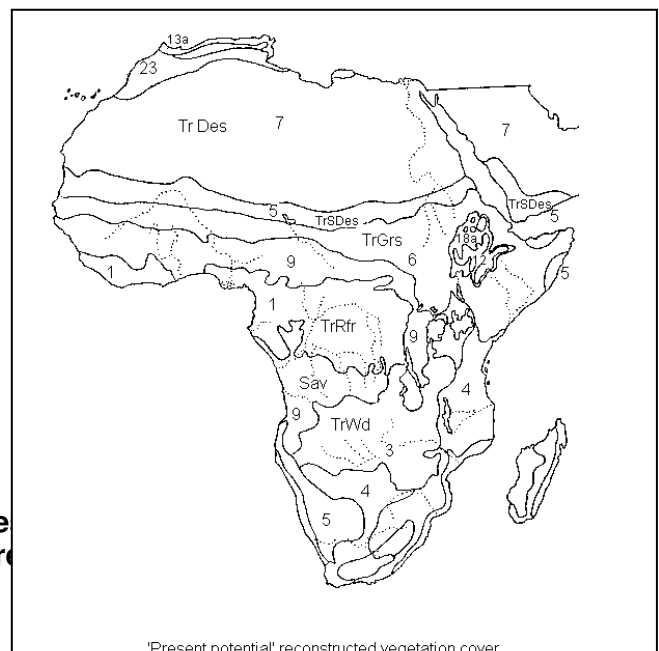 13a
23
Tr Des 7
7
TrSDes
5
5
TrSDes
TrGrs
18a
9
6
12
1
5
1
TrRfr
9
Sav
4
9
TrWd
3
4
5
'Present potential' reconstructed vegetation cover